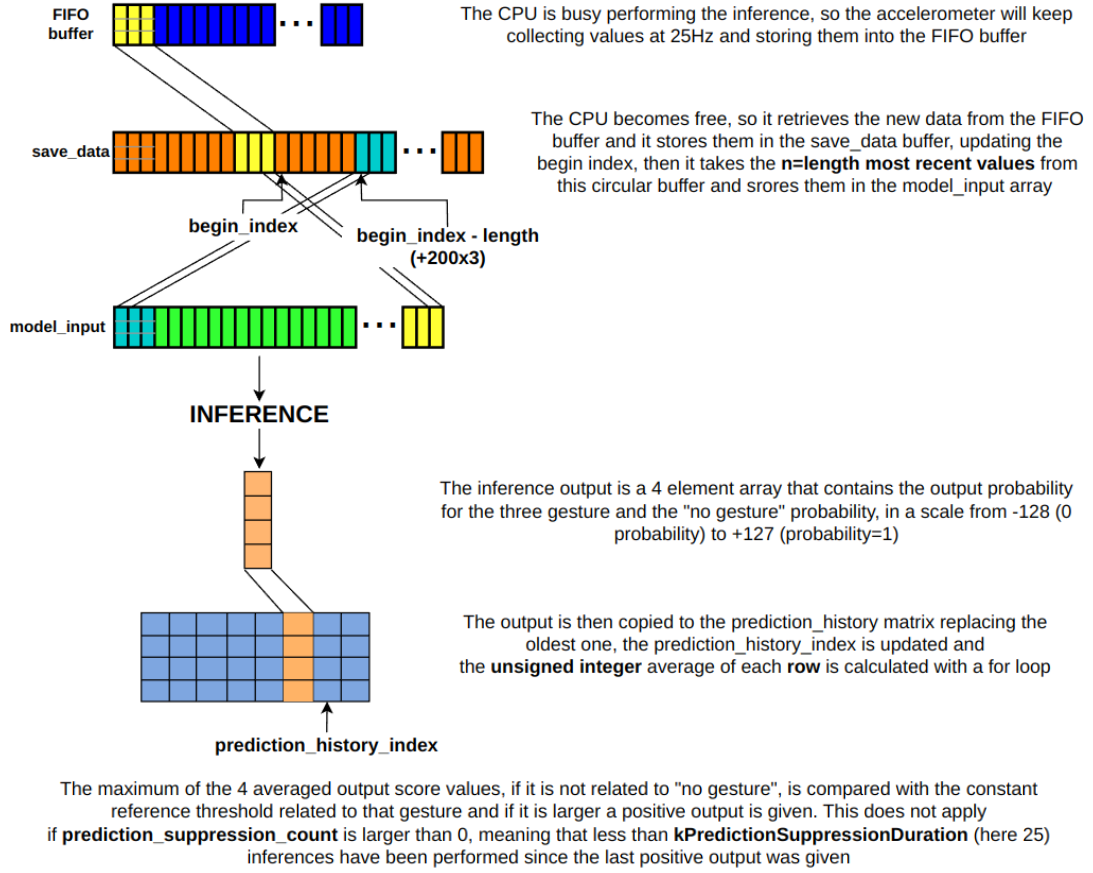 FIFO
buffer
The CPU is busy performing the inference, so the accelerometer will keep
collecting values at 25Hz and storing them into the FIFO buffer
save_data
The CPU becomes free, so it retrieves the new data from the FIFO
buffer and it stores them in the save_data buffer, updating the
begin index, then it takes the n=length most recent values from
this circular buffer and srores them in the model_input array
begin_index
begin_index - length
(+200x3)
model_input
INFERENCE
The inference output is a 4 element array that contains the output probability
for the three gesture and the "no gesture" probability, in a scale from -128 (0
probability) to +127 (probability=1)
The output is then copied to the prediction_history matrix replacing the
oldest one, the prediction_history_index is updated and
the unsigned integer average of each row is calculated with a for loop
prediction_history_index
The maximum of the 4 averaged output score values, if it is not related to "no gesture", is compared with the constant
reference threshold related to that gesture and if it is larger a positive output is given. This does not apply
if prediction_suppression_count is larger than 0, meaning that less than kPredictionSuppressionDuration (here 25)
inferences have been performed since the last positive output was given